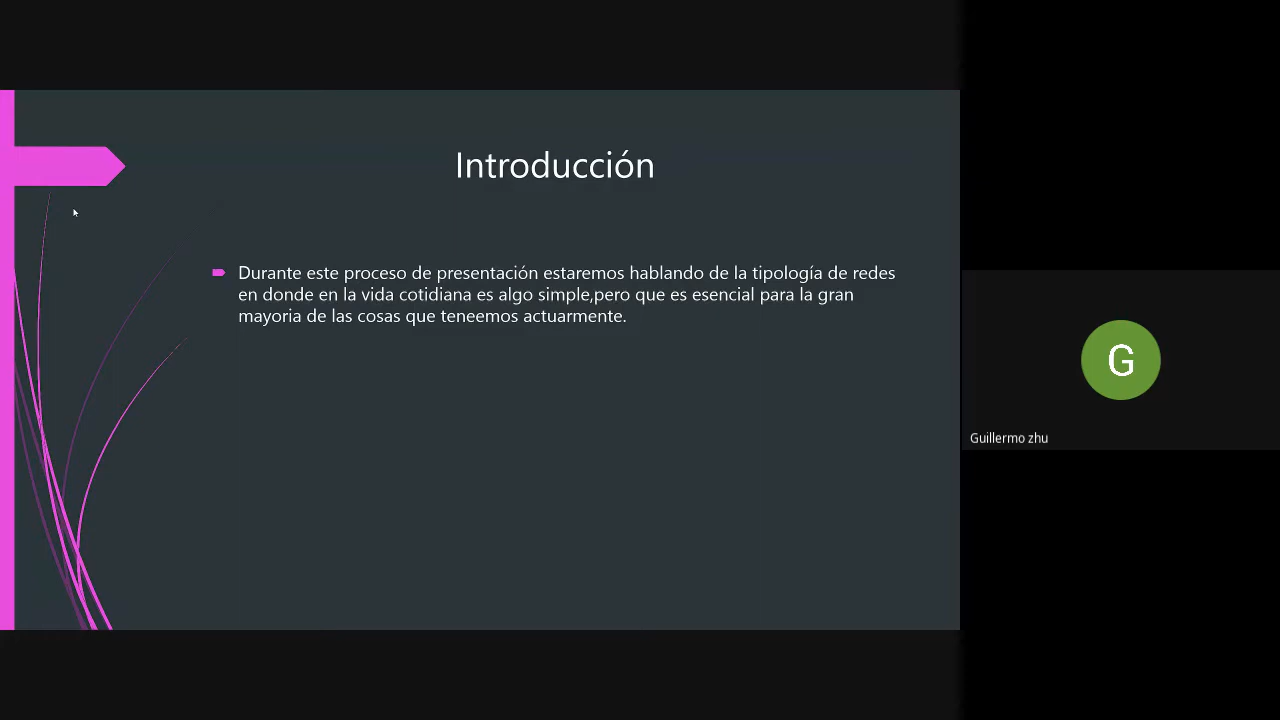 Introducción
Durante este proceso de presentación estaremos hablando de la tipología de redes
en donde en la vida cotidiana es algo simple,pero que es esencial para la gran
mayoria de las cosas que teneemos actuarmente.
G
Guillermo zhu